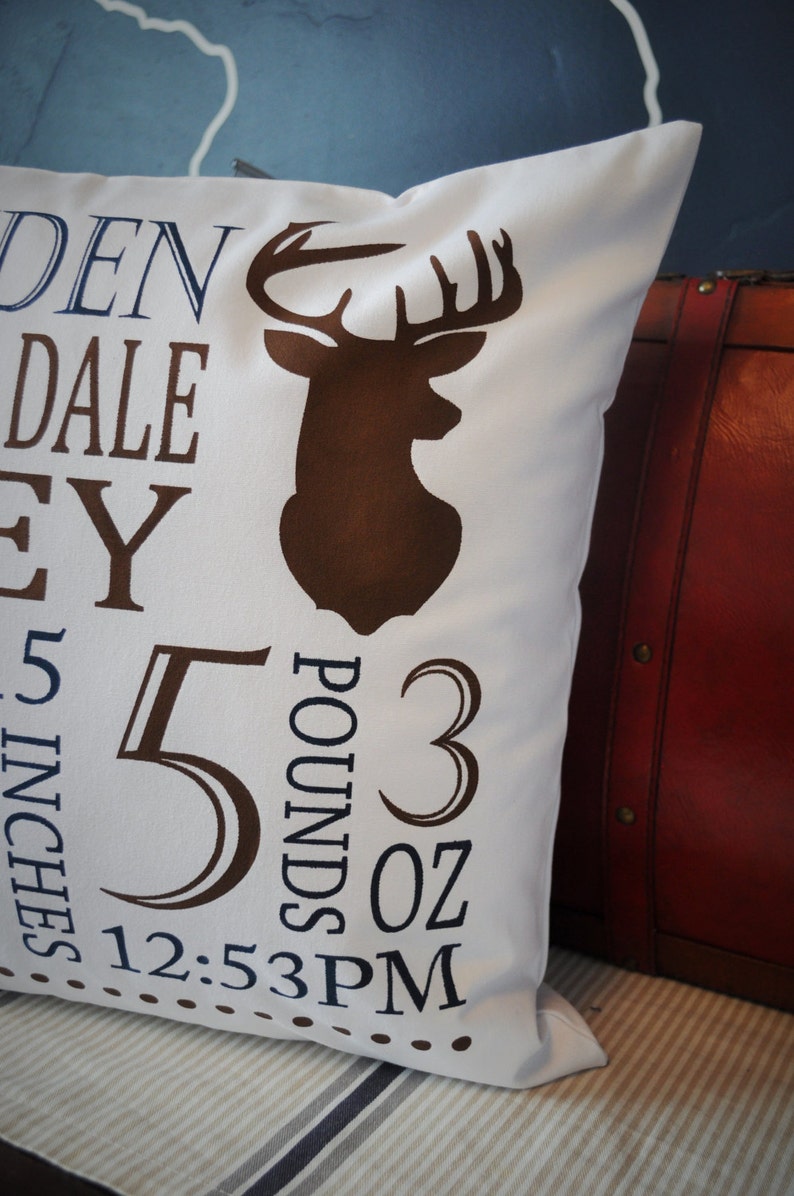 DEN
DALE
EY
.5
INCHES
5
POUNDS
3
OZ
12:53PM